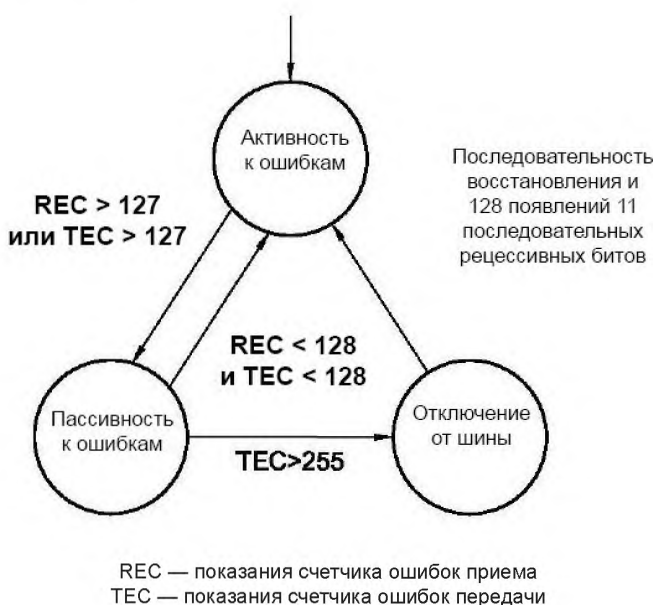 Активность
к ошибкам
Последовательность
восстановления и
128 появлений 11
последовательных
рецессивных битов
REC > 127
или TEC > 127
REC < 128
и TEC < 128
Пассивность
к ошибкам
Отключение
от шины
TEC>255
REC — показания счетчика ошибок приема
TEC — показания счетчика ошибок передачи